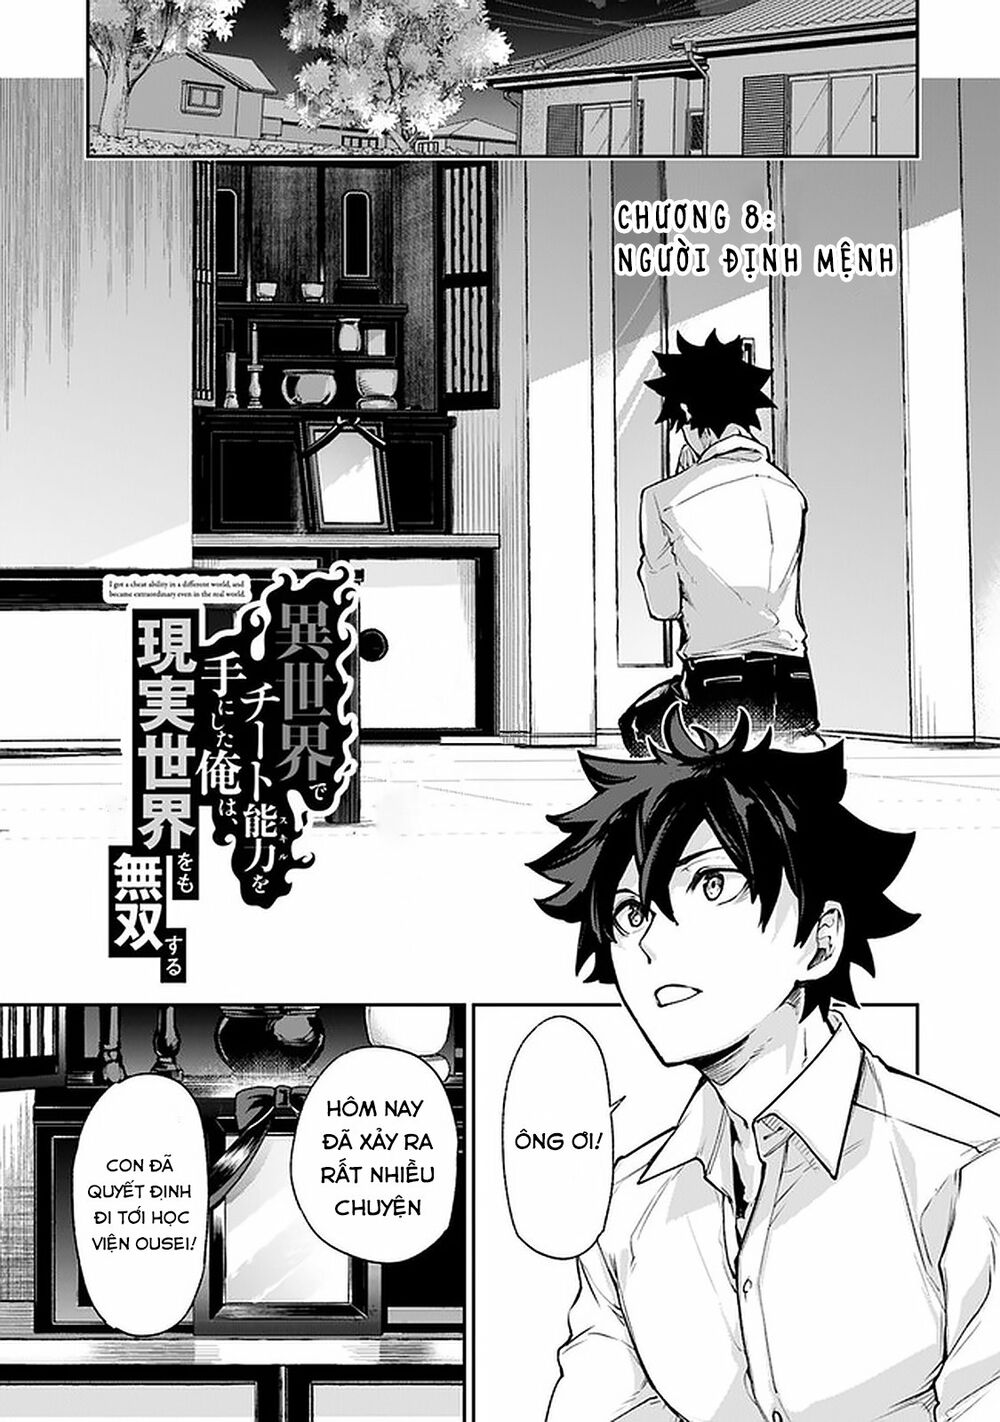 CHƯƠNG 8:
NGƯỜI ĐỊNH MỆNH
I got a cheat ability in a different world, and
became extraordinary even in the real world.
異世界で
チート能力を
スキル
手にした俺は、
現実世界をも
無双する
ÔNG ƠI!
HÔM NAY
ĐÃ XẢY RA
RẤT NHIỀU
CHUYỆN
CON ĐÃ
QUYẾT ĐỊNH
ĐI TỚI HỌC
VIỆN OUSEI!